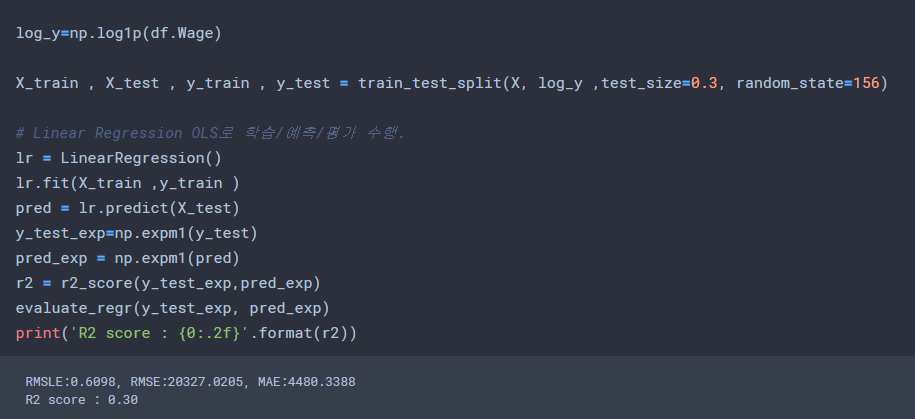 log_y=np.log1p(df.Wage)
X_train , X_test , y_train , y_test = train_test_split(X, log_y ,test_size=0.3, random_state=156)
# Linear Regression OLS로 학습/예측/평가 수행.
lr = LinearRegression()
lr.fit(X_train ,y_train )
pred = lr.predict(X_test)
y_test_exp=np.expm1(y_test)
pred_exp = np.expm1(pred)
r2 = r2_score(y_test_exp,pred_exp)
evaluate_regr(y_test_exp, pred_exp)
print('R2 score : {0:.2f}'.format(r2))
RMSLE:0.6098, RMSE:20327.0205, MAE:4480.3388
R2 score : 0.30